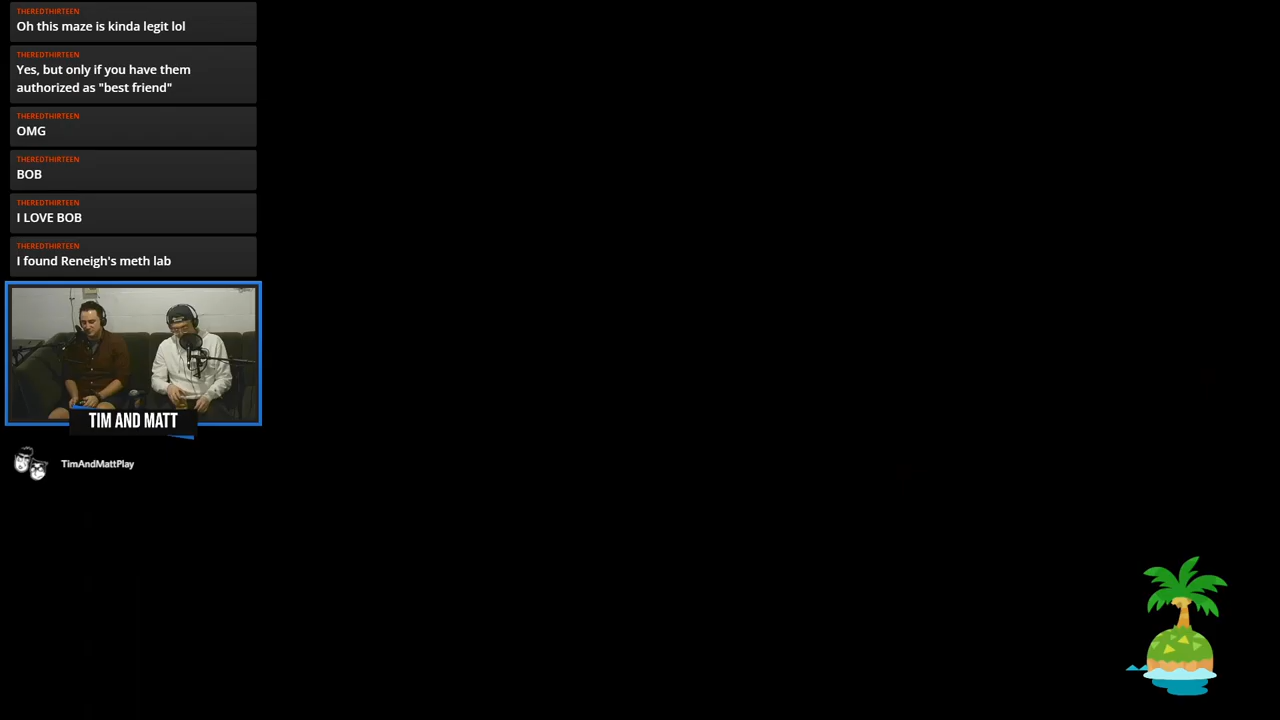 THEREDTHIRTEEN
Oh this maze is kinda legit lol
THEREDTHIRTEEN
Yes, but only if you have them
authorized as "best friend"
THEREDTHIRTEEN
OMG
THEREDTHIRTEEN
BOB
THEREDTHIRTEEN
I LOVE BOB
THEREDTHIRTEEN
I found Reneigh's meth lab
TIM AND MATT
TimAndMattPlay